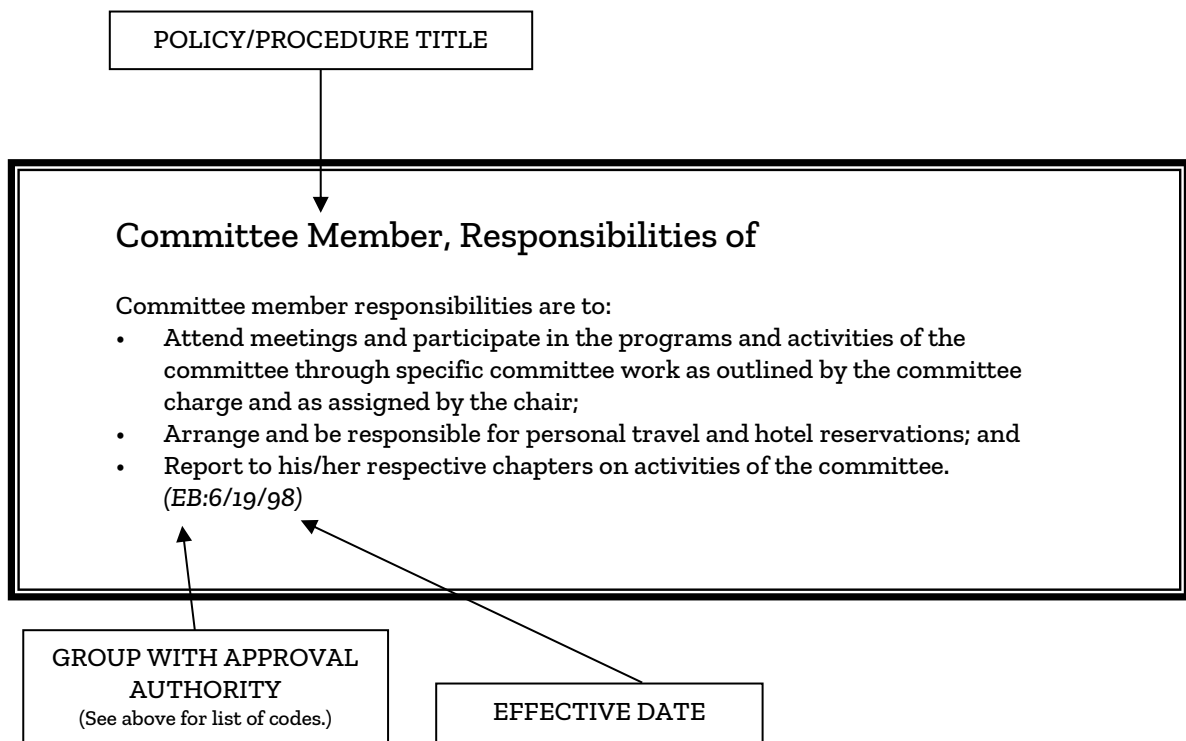 POLICY/PROCEDURE TITLE
Committee Member, Responsibilities of
Committee member responsibilities are to:
• Attend meetings and participate in the programs and activities of the
committee through specific committee work as outlined by the committee
charge and as assigned by the chair;
• Arrange and be responsible for personal travel and hotel reservations; and
• Report to his/her respective chapters on activities of the committee.
(EB:6/19/98)
GROUP WITH APPROVAL
AUTHORITY
(See above for list of codes.)
EFFECTIVE DATE